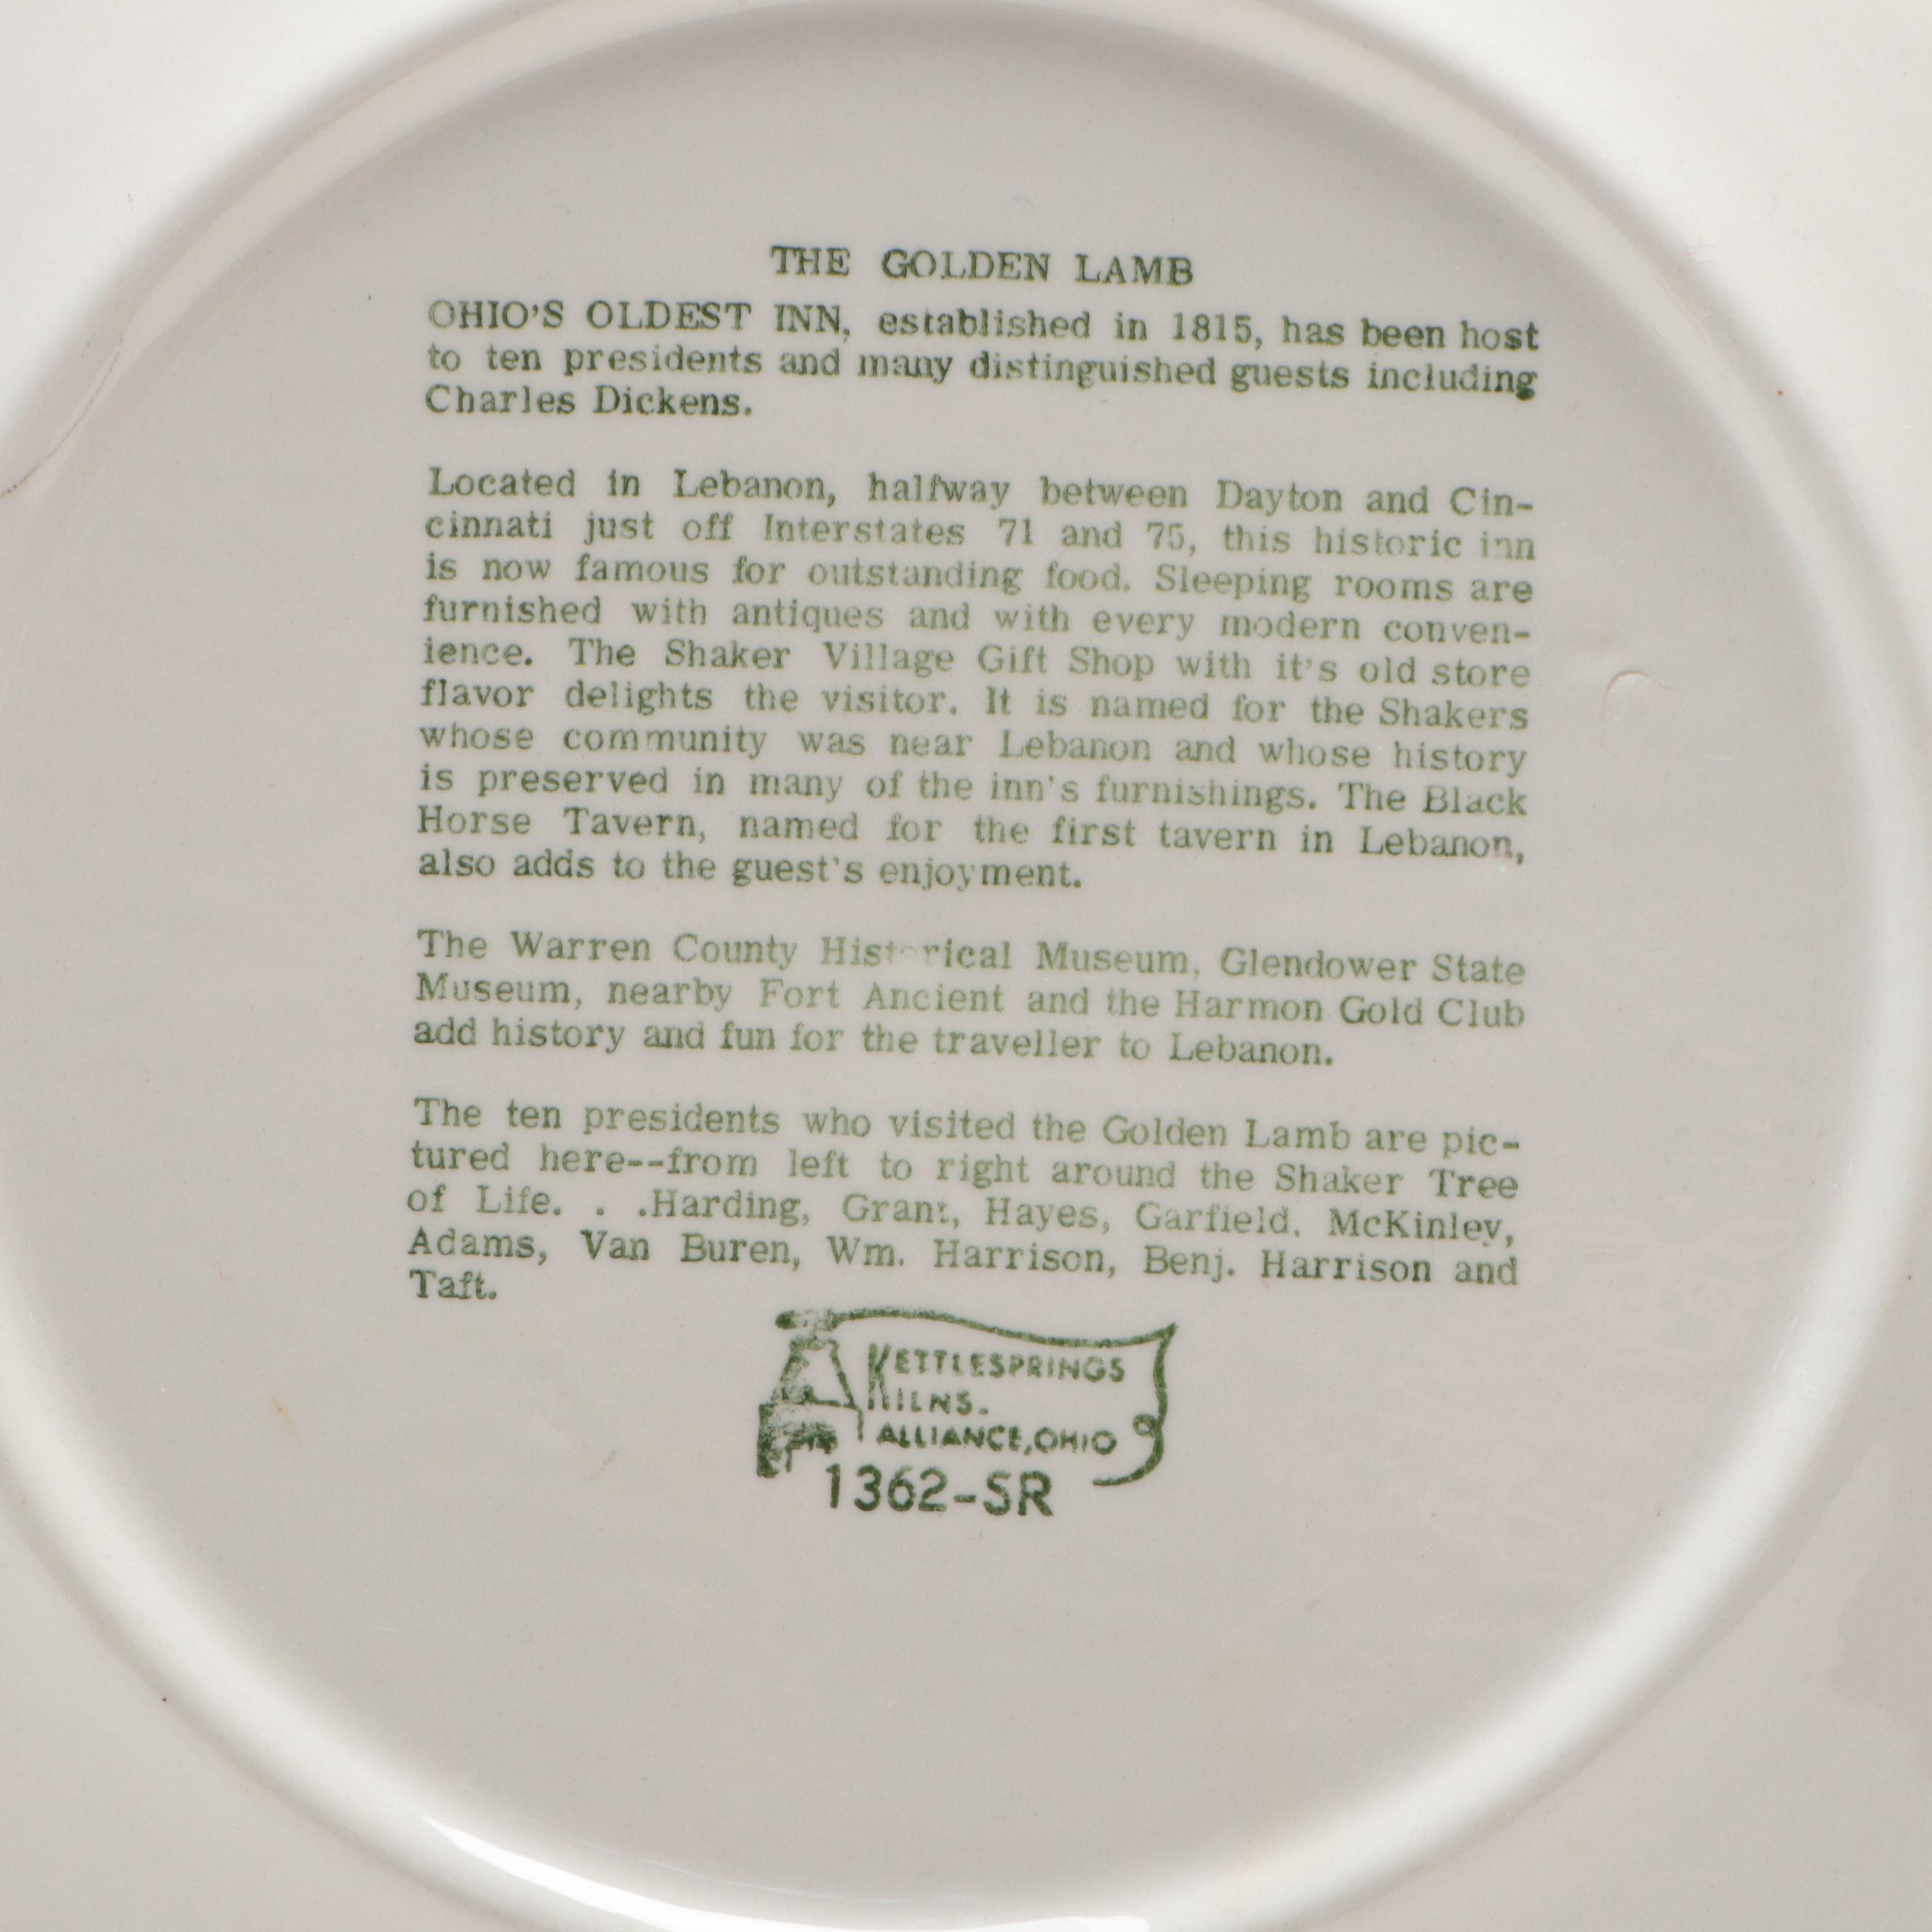 THE GOLDEN LAMB
OHIO'S OLDEST INN, established in 1815, has been host
to ten presidents and many distinguished guests including
Charles Dickens.
Located in Lebanon, halfway between Dayton and Cin-
cinnati just off Interstates 71 and 75, this historic inn
is now famous for outstanding food. Sleeping rooms are
furnished with antiques and with every modern conven-
ience. The Shaker Village Gift Shop with it's old store
flavor delights the visitor. It is named for the Shakers
whose community was near Lebanon and whose history
is preserved in many of the inn's furnishings. The Black
Horse Tavern, named for the first tavern in Lebanon,
also adds to the guest's enjoyment.
The Warren County Historical Museum, Glendower State
Museum, nearby Fort Ancient and the Harmon Gold Club
add history and fun for the traveller to Lebanon.
The ten presidents who visited the Golden Lamb are pic-
tured here--from left to right around the Shaker Tree
of Life. . .Harding, Grant, Hayes, Garfield, McKinley,
Adams, Van Buren, Wm. Harrison, Benj. Harrison and
Taft.
KETTLESPRINGS
KILNS.
ALLIANCE, OHIO
1362-SR